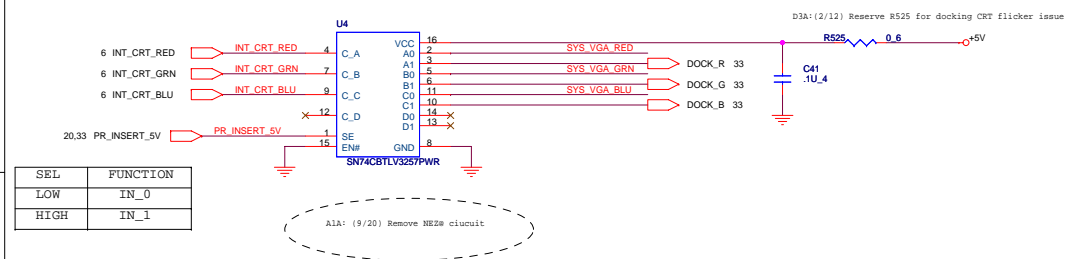 D3A:(2/12) Reserve R525 for docking CRT flicker issue
U4
R525 0_6 +5V
16 VCC
6 INT_CRT_RED INT_CRT_RED 4 C_A A0 2 SYS_VGA_RED
A1 3 DOCK_R 33
6 INT_CRT_GRN INT_CRT_GRN 7 C_B B0 5 SYS_VGA_GRN
B1 6 DOCK_G 33
6 INT_CRT_BLU INT_CRT_BLU 9 C_C C0 11 SYS_VGA_BLU
C1 10 DOCK_B 33
12 C_D D0 14
D1 13
C41
.1U_4
20,33 PR_INSERT_5V PR_INSERT_5V 1 SE
15 EN# GND 8
SN74CBTLV3257PWR
SEL FUNCTION
LOW IN_0
HIGH IN_1
A1A: (9/20) Remove NEZ@ ciucuit